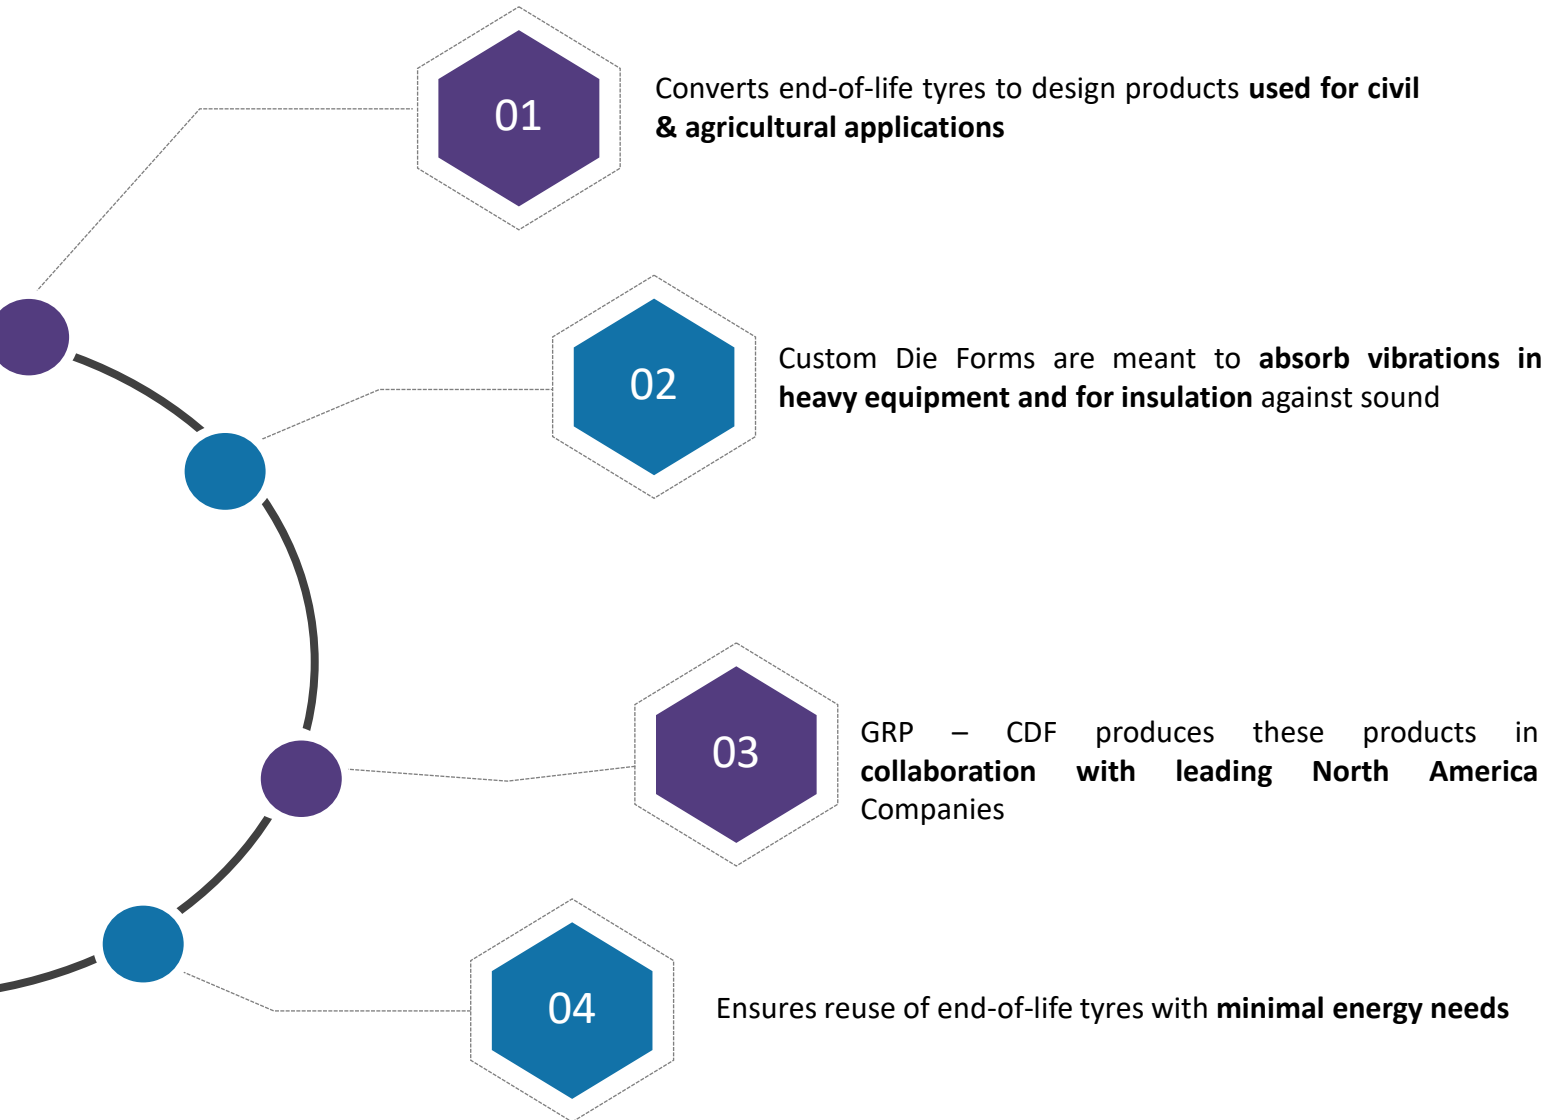 01
Converts end-of-life tyres to design products used for civil
& agricultural applications
02
Custom Die Forms are meant to absorb vibrations in
heavy equipment and for insulation against sound
03
GRP – CDF produces these products in
collaboration with leading North America
Companies
04
Ensures reuse of end-of-life tyres with minimal energy needs